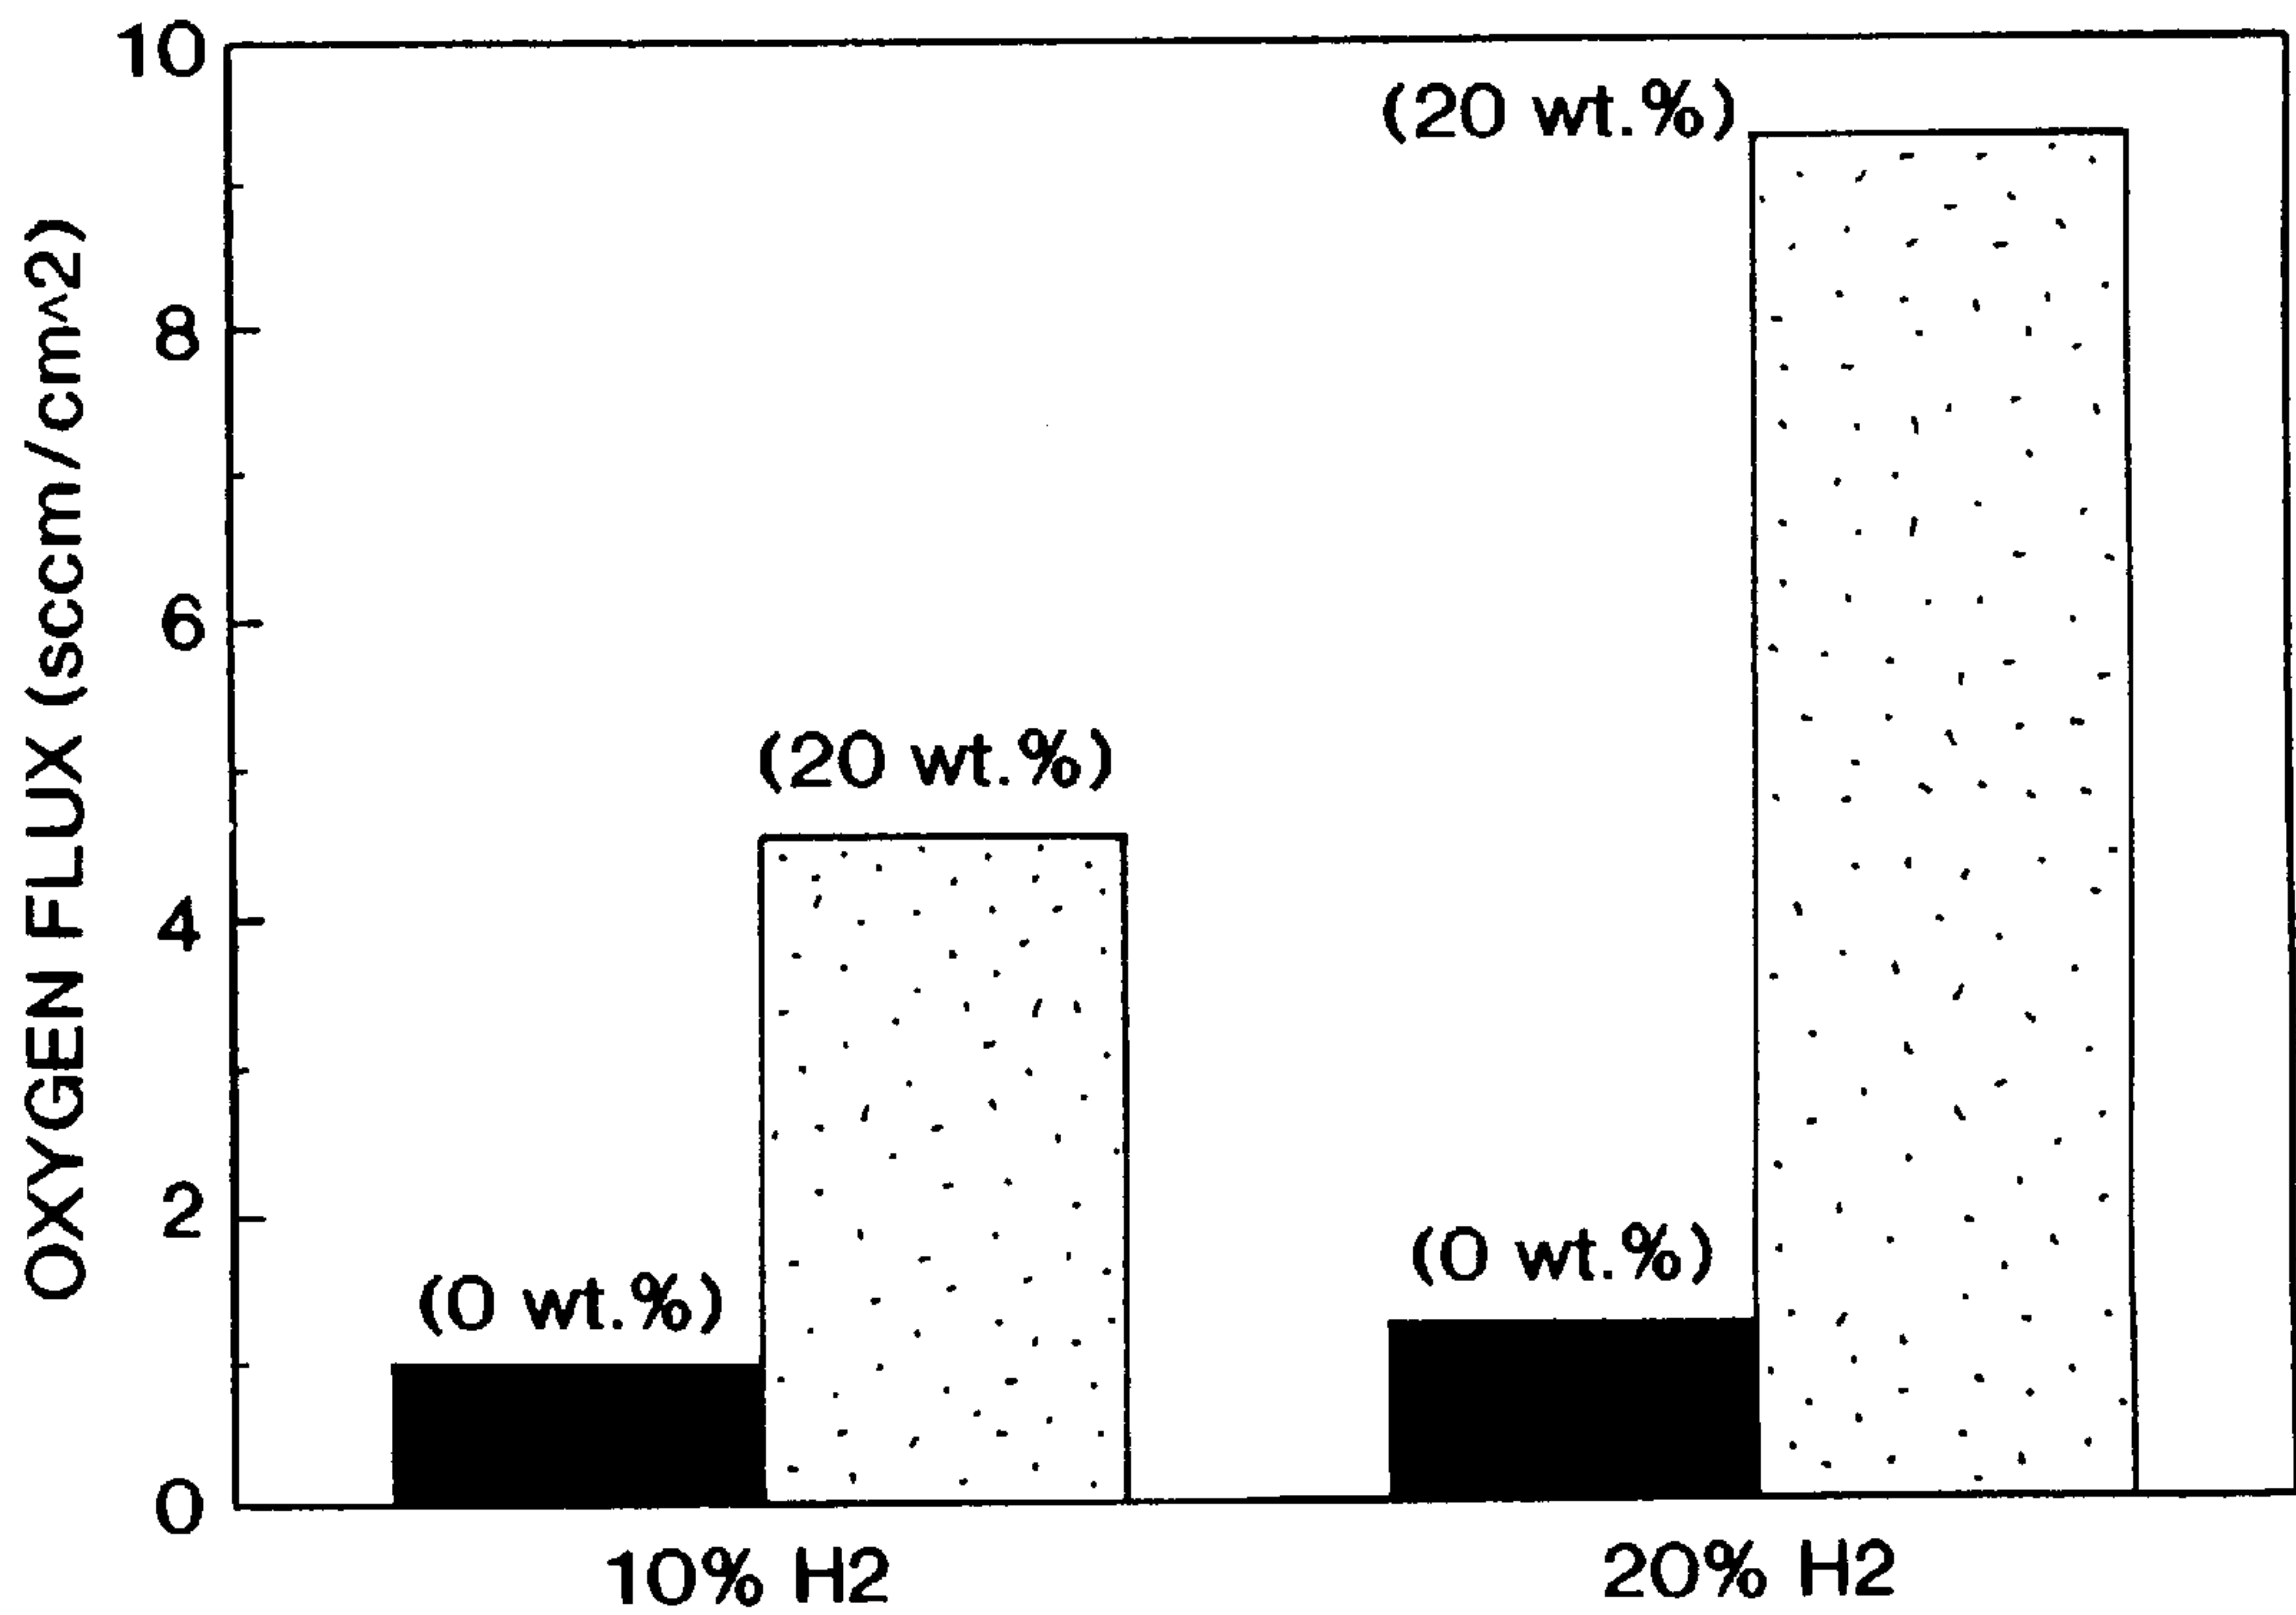 OXYGEN FLUX (sccm/cm^2)
10
8
6
4
2
0
(20 wt.%)
(20 wt.%)
(0 wt.%)
(0 wt.%)
10% H2
20% H2